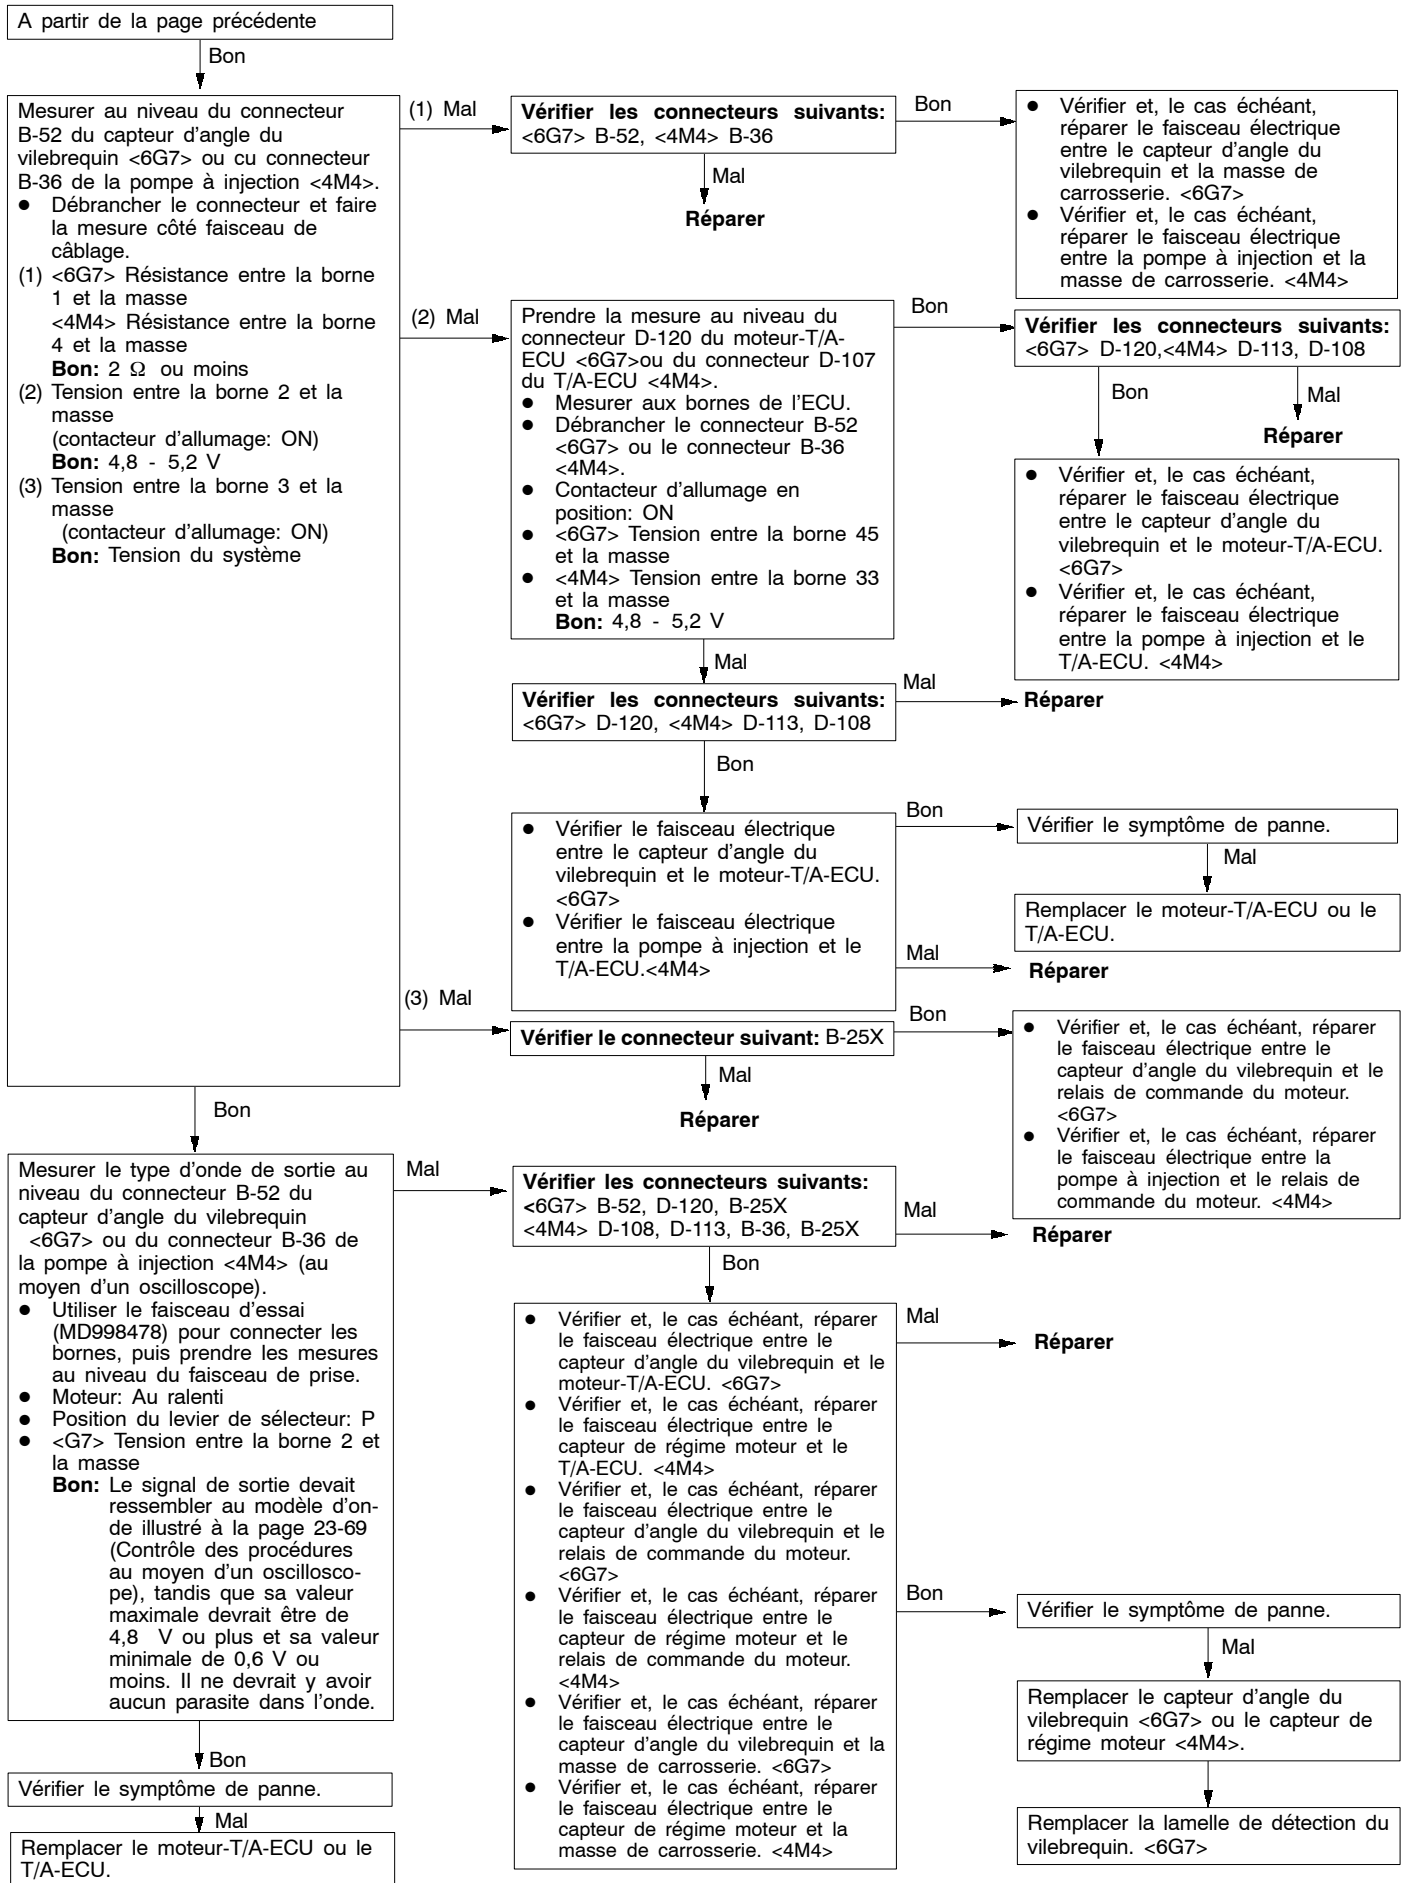 A partir de la page précédente
Bon
Mesurer au niveau du connecteur
B-52 du capteur d'angle du
vilebrequin <6G7> ou cu connecteur
B-36 de la pompe à injection <4M4>.
● Débrancher le connecteur et faire
la mesure côté faisceau de
câblage.
(1) <6G7> Résistance entre la borne
1 et la masse
<4M4> Résistance entre la borne
4 et la masse
Bon: 2 Ω ou moins
(2) Tension entre la borne 2 et la
masse
(contacteur d'allumage: ON)
Bon: 4,8 - 5,2 V
(3) Tension entre la borne 3 et la
masse
(contacteur d'allumage: ON)
Bon: Tension du système
(1) Mal
Vérifier les connecteurs suivants:
<6G7> B-52, <4M4> B-36
Mal
Réparer
Bon
● Vérifier et, le cas échéant,
réparer le faisceau électrique
entre le capteur d'angle du
vilebrequin et la masse de
carrosserie. <6G7>
● Vérifier et, le cas échéant,
réparer le faisceau électrique
entre la pompe à injection et la
masse de carrosserie. <4M4>
(2) Mal
Prendre la mesure au niveau du
connecteur D-120 du moteur-T/A-
ECU <6G7>ou du connecteur D-107
du T/A-ECU <4M4>.
● Mesurer aux bornes de l'ECU.
● Débrancher le connecteur B-52
<6G7> ou le connecteur B-36
<4M4>.
● Contacteur d'allumage en
position: ON
● <6G7> Tension entre la borne 45
et la masse
● <4M4> Tension entre la borne 33
et la masse
Bon: 4,8 - 5,2 V
Bon
Vérifier les connecteurs suivants:
<6G7> D-120,<4M4> D-113, D-108
Bon
Mal
Réparer
● Vérifier et, le cas échéant,
réparer le faisceau électrique
entre le capteur d'angle du
vilebrequin et le moteur-T/A-ECU.
<6G7>
● Vérifier et, le cas échéant,
réparer le faisceau électrique
entre la pompe à injection et le
T/A-ECU. <4M4>
Mal
Vérifier les connecteurs suivants:
<6G7> D-120, <4M4> D-113, D-108
Mal
Réparer
Bon
● Vérifier le faisceau électrique
entre le capteur d'angle du
vilebrequin et le moteur-T/A-ECU.
<6G7>
● Vérifier le faisceau électrique
entre la pompe à injection et le
T/A-ECU.<4M4>
Bon
Vérifier le symptôme de panne.
Mal
Remplacer le moteur-T/A-ECU ou le
T/A-ECU.
Mal
Réparer
(3) Mal
Vérifier le connecteur suivant: B-25X
Mal
Réparer
Bon
● Vérifier et, le cas échéant, réparer
le faisceau électrique entre le
capteur d'angle du vilebrequin et le
relais de commande du moteur.
<6G7>
● Vérifier et, le cas échéant, réparer
le faisceau électrique entre la
pompe à injection et le relais de
commande du moteur. <4M4>
Bon
Mesurer le type d'onde de sortie au
niveau du connecteur B-52 du
capteur d'angle du vilebrequin
<6G7> ou du connecteur B-36 de
la pompe à injection <4M4> (au
moyen d'un oscilloscope).
● Utiliser le faisceau d'essai
(MD998478) pour connecter les
bornes, puis prendre les mesures
au niveau du faisceau de prise.
● Moteur: Au ralenti
● Position du levier de sélecteur: P
● <G7> Tension entre la borne 2 et
la masse
Bon: Le signal de sortie devait
ressembler au modèle d'on-
de illustré à la page 23-69
(Contrôle des procédures
au moyen d'un oscillosco-
pe), tandis que sa valeur
maximale devrait être de
4,8 V ou plus et sa valeur
minimale de 0,6 V ou
moins. Il ne devrait y avoir
aucun parasite dans l'onde.
Mal
Vérifier les connecteurs suivants:
<6G7> B-52, D-120, B-25X
<4M4> D-108, D-113, B-36, B-25X
Mal
Réparer
Bon
● Vérifier et, le cas échéant, réparer
le faisceau électrique entre le
capteur d'angle du vilebrequin et le
moteur-T/A-ECU. <6G7>
● Vérifier et, le cas échéant, réparer
le faisceau électrique entre le
capteur de régime moteur et le
T/A-ECU. <4M4>
● Vérifier et, le cas échéant, réparer
le faisceau électrique entre le
capteur d'angle du vilebrequin et le
relais de commande du moteur.
<6G7>
● Vérifier et, le cas échéant, réparer
le faisceau électrique entre le
capteur de régime moteur et le
relais de commande du moteur.
<4M4>
● Vérifier et, le cas échéant, réparer
le faisceau électrique entre le
capteur d'angle du vilebrequin et la
masse de carrosserie. <6G7>
● Vérifier et, le cas échéant, réparer
le faisceau électrique entre le
capteur de régime moteur et la
masse de carrosserie. <4M4>
Mal
Réparer
Bon
Vérifier le symptôme de panne.
Mal
Remplacer le capteur d'angle du
vilebrequin <6G7> ou le capteur de
régime moteur <4M4>.
Remplacer la lamelle de détection du
vilebrequin. <6G7>
Bon
Vérifier le symptôme de panne.
Mal
Remplacer le moteur-T/A-ECU ou le
T/A-ECU.